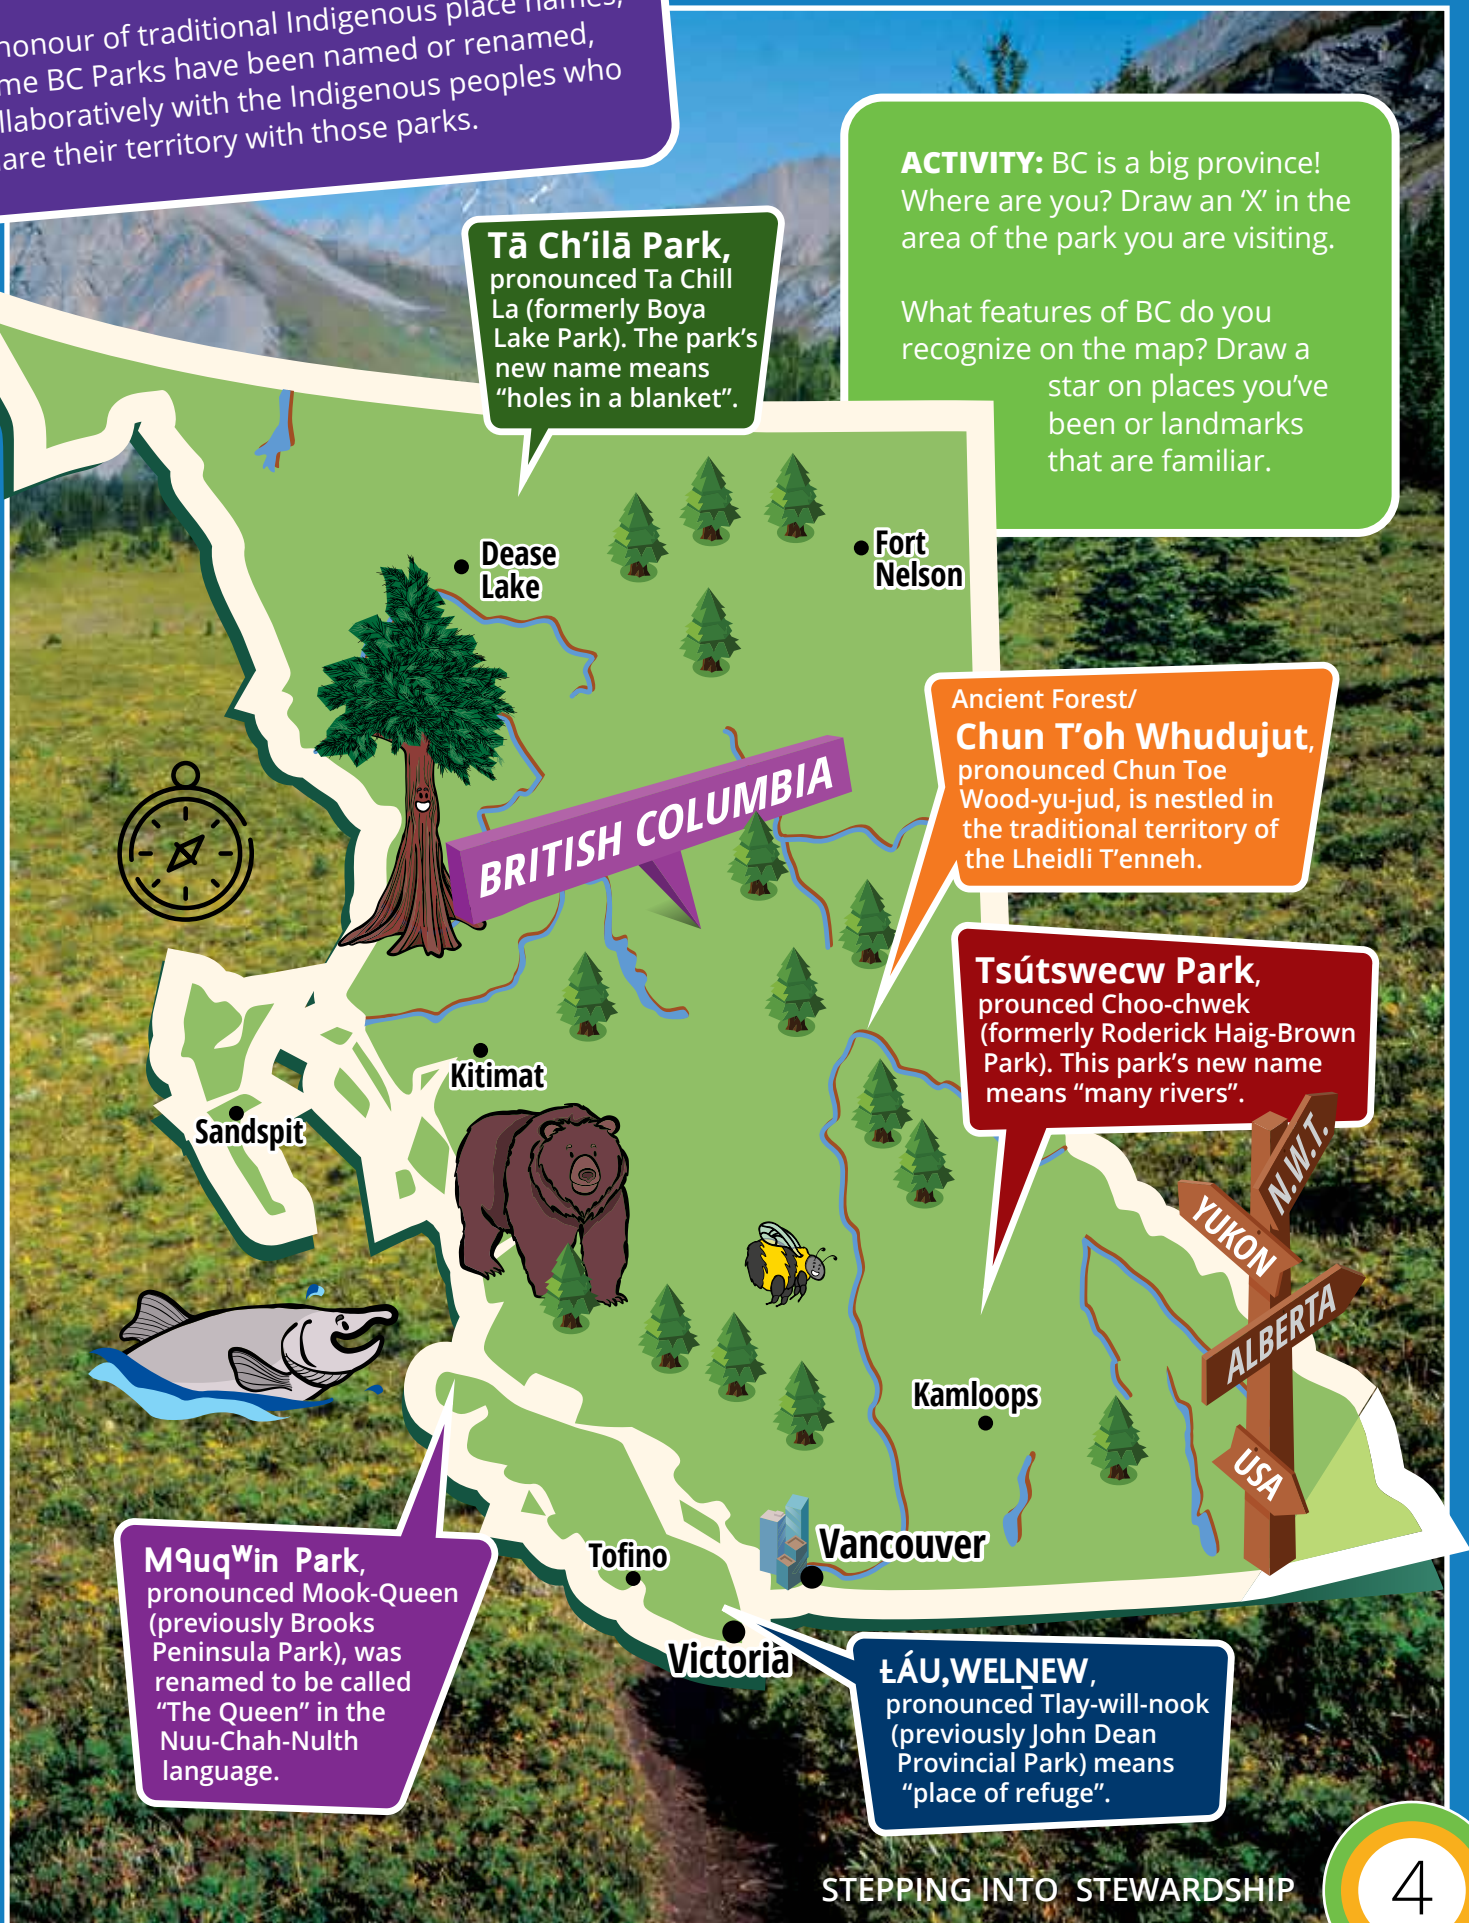 honour of traditional Indigenous place names,
me BC Parks have been named or renamed,
llaboratively with the Indigenous peoples who
are their territory with those parks.
ACTIVITY: BC is a big province!
Where are you? Draw an ‘X’ in the
area of the park you are visiting.
What features of BC do you
recognize on the map? Draw a
star on places you’ve
been or landmarks
that are familiar.
Tā Ch’ilā Park,
pronounced Ta Chill
La (formerly Boya
Lake Park). The park’s
new name means
“holes in a blanket”.
Dease
Lake
Fort
Nelson
Ancient Forest/
Chun T’oh Whudujut,
pronounced Chun Toe
Wood-yu-jud, is nestled in
the traditional territory of
the Lheidli T’enneh.
BRITISH COLUMBIA
Tsútswecw Park,
prounced Choo-chwek
(formerly Roderick Haig-Brown
Park). This park’s new name
means “many rivers”.
Kitimat
Sandspit
N.W.T.
YUKON
ALBERTA
USA
Kamloops
Vancouver
Tofino
Victoria
Mquqʷin Park,
pronounced Mook-Queen
(previously Brooks
Peninsula Park), was
renamed to be called
“The Queen” in the
Nuu-Chah-Nulth
language.
ȽÁU,WELṈEW,
pronounced Tlay-will-nook
(previously John Dean
Provincial Park) means
“place of refuge”.
STEPPING INTO STEWARDSHIP
4